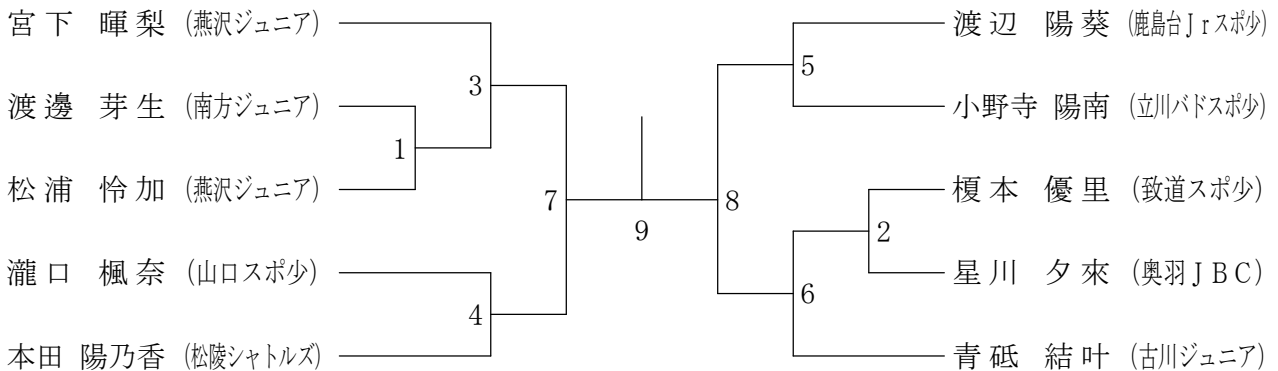 宮下 暉梨 (燕沢ジュニア)
渡邊 芽生 (南方ジュニア)
松浦 怜加 (燕沢ジュニア)
瀧口 楓奈 (山口スポ少)
本田 陽乃香 (松陵シャトルズ)
3
1
7
4
9
8
5
2
6
渡辺 陽葵 (鹿島台Jrスポ少)
小野寺 陽南 (立川バドスポ少)
榎本 優里 (致道スポ少)
星川 夕來 (奥羽JBC)
青砥 結叶 (古川ジュニア)